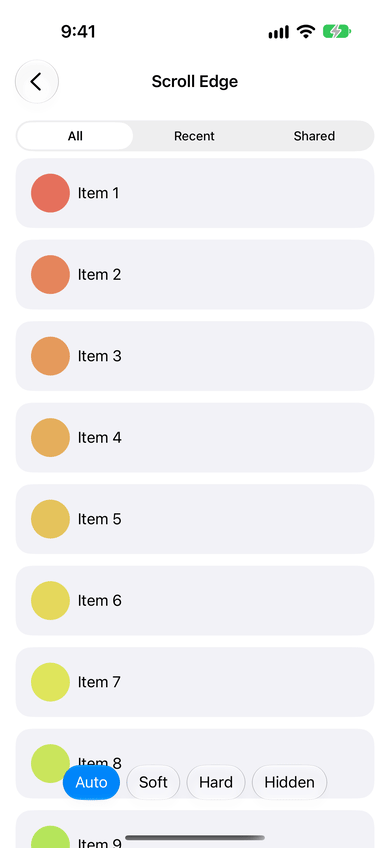 9:41
Scroll Edge
All Recent Shared
Item 1
Item 2
Item 3
Item 4
Item 5
Item 6
Item 7
Item 8
Auto Soft Hard Hidden
Item 9